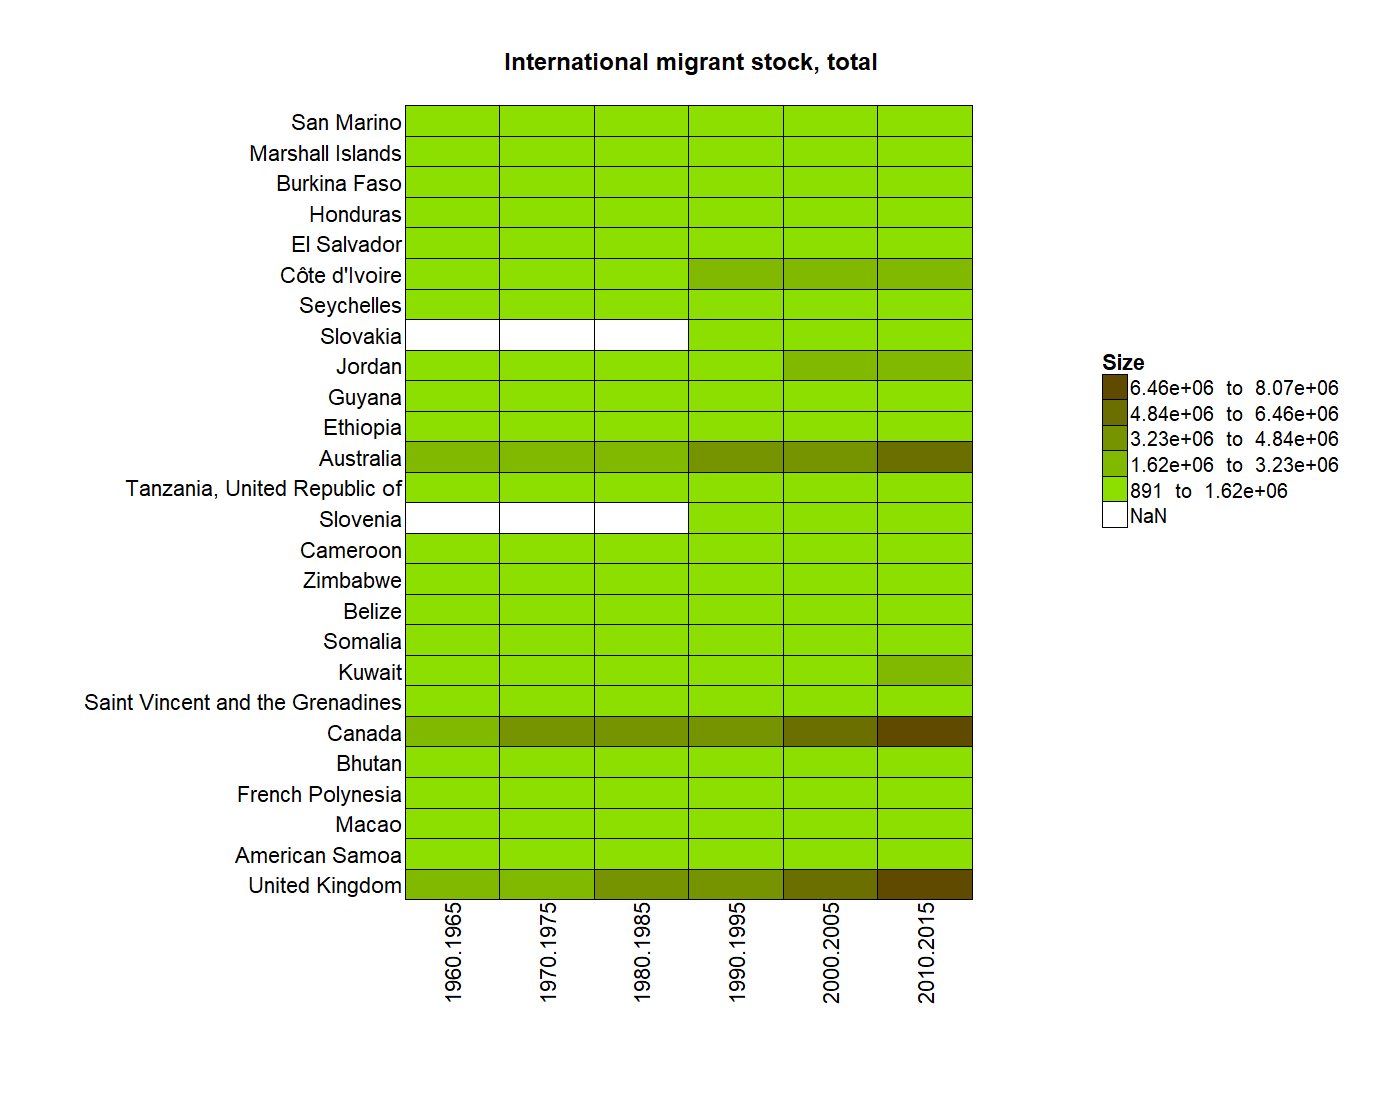 International migrant stock, total
San Marino
Marshall Islands
Burkina Faso
Honduras
El Salvador
Côte d'Ivoire
Seychelles
Slovakia
Jordan
Guyana
Ethiopia
Australia
Tanzania, United Republic of
Slovenia
Cameroon
Zimbabwe
Belize
Somalia
Kuwait
Saint Vincent and the Grenadines
Canada
Bhutan
French Polynesia
Macao
American Samoa
United Kingdom
1960.1965
1970.1975
1980.1985
1990.1995
2000.2005
2010.2015
Size
6.46e+06 to 8.07e+06
4.84e+06 to 6.46e+06
3.23e+06 to 4.84e+06
1.62e+06 to 3.23e+06
891 to 1.62e+06
NaN